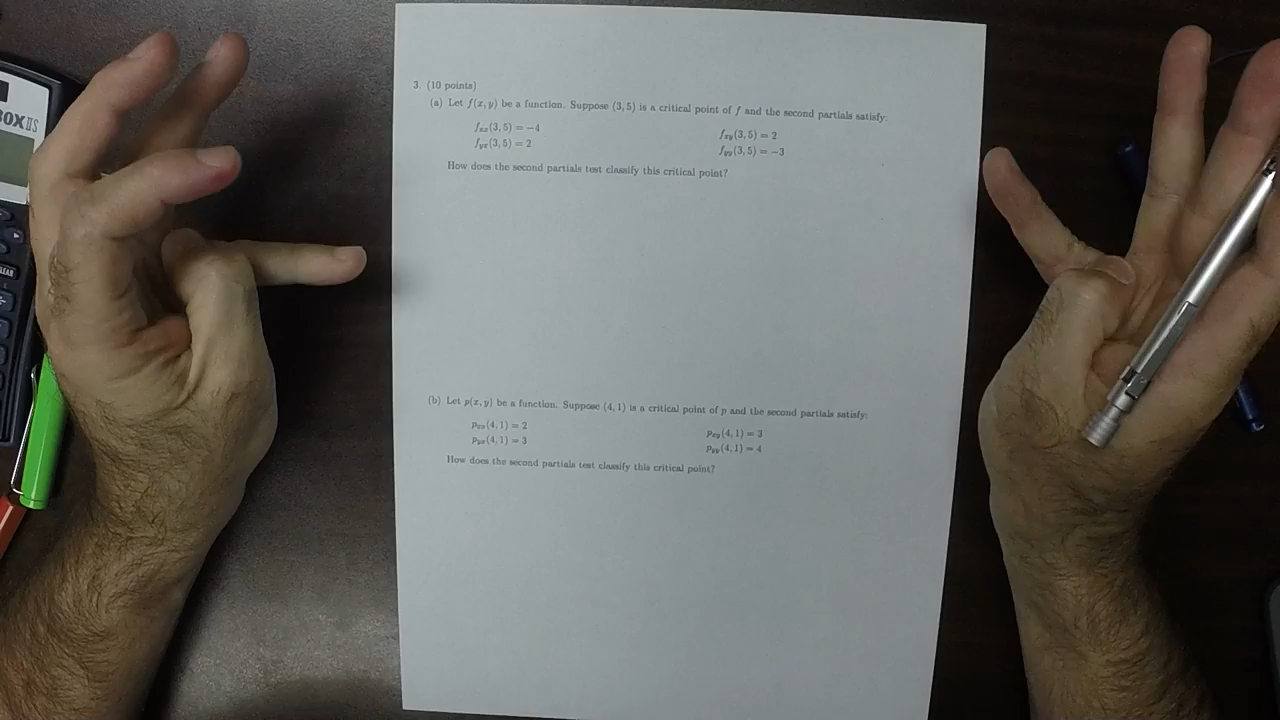 BOX IIS
CLEAR
3. (10 points)
(a) Let f(x, y) be a function. Suppose (3, 5) is a critical point of f and the second partials satisfy:
fxx(3, 5) = −4 fxy(3, 5) = 2
fyx(3, 5) = 2 fyy(3, 5) = −3
How does the second partials test classify this critical point?
(b) Let p(x, y) be a function. Suppose (4, 1) is a critical point of p and the second partials satisfy:
pxx(4, 1) = 2 pxy(4, 1) = 3
pyx(4, 1) = 3 pyy(4, 1) = 4
How does the second partials test classify this critical point?